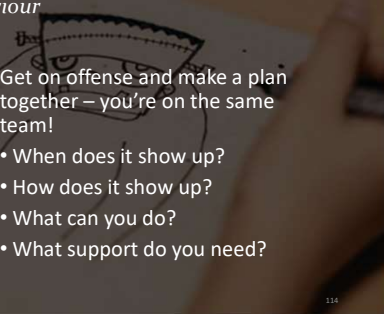 Get on offense and make a plan
together – you're on the same
team!
• When does it show up?
• How does it show up?
• What can you do?
• What support do you need?
114